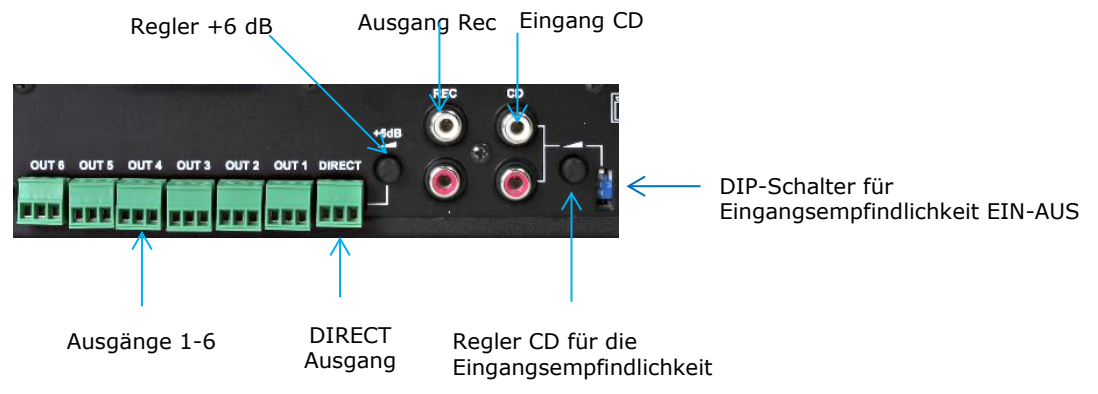 Regler +6 dB
Ausgang Rec
Eingang CD
REC
CD
+6dB
OUT 6
OUT 5
OUT 4
OUT 3
OUT 2
OUT 1
DIRECT
DIP-Schalter für
Eingangsempfindlichkeit EIN-AUS
Ausgänge 1-6
DIRECT
Ausgang
Regler CD für die
Eingangsempfindlichkeit